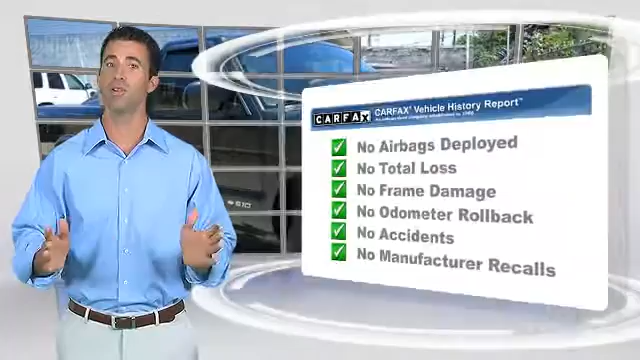 CARFAX CARFAX Vehicle History Report™
No Airbags Deployed
No Total Loss
No Frame Damage
No Odometer Rollback
No Accidents
No Manufacturer Recalls